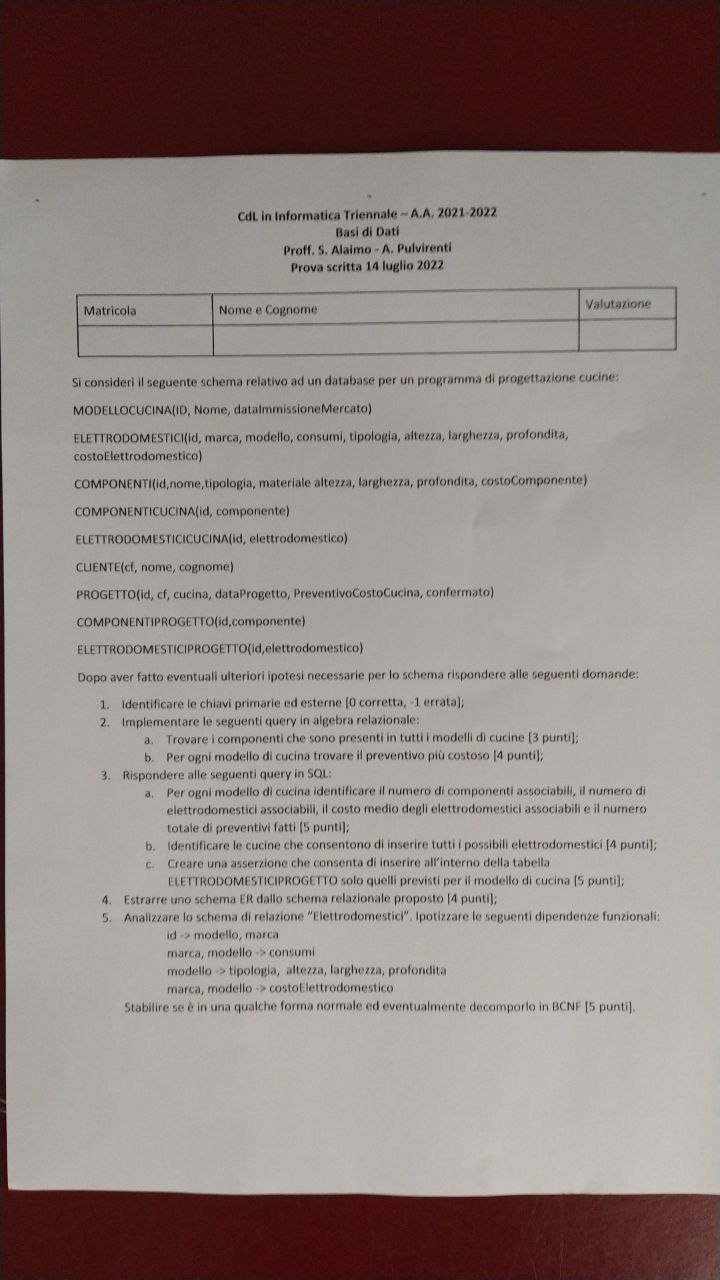 CdL in Informatica Triennale – A.A. 2021-2022
Basi di Dati
Proff. S. Alaimo - A. Pulvirenti
Prova scritta 14 luglio 2022
Matricola
Nome e Cognome
Valutazione
Si consideri il seguente schema relativo ad un database per un programma di progettazione cucine:
MODELLOCUCINA(ID, Nome, dataImmissioneMercato)
ELETTRODOMESTICI(id, marca, modello, consumi, tipologia, altezza, larghezza, profondita,
costoElettrodomestico)
COMPONENTI(id,nome,tipologia, materiale altezza, larghezza, profondita, costoComponente)
COMPONENTICUCINA(id, componente)
ELETTRODOMESTICICUCINA(id, elettrodomestico)
CLIENTE(cf, nome, cognome)
PROGETTO(id, cf, cucina, dataProgetto, PreventivoCostoCucina, confermato)
COMPONENTIPROGETTO(id,componente)
ELETTRODOMESTICIPROGETTO(id,elettrodomestico)
Dopo aver fatto eventuali ulteriori ipotesi necessarie per lo schema rispondere alle seguenti domande:
1. Identificare le chiavi primarie ed esterne [0 corretta, -1 errata];
2. Implementare le seguenti query in algebra relazionale:
a. Trovare i componenti che sono presenti in tutti i modelli di cucine [3 punti];
b. Per ogni modello di cucina trovare il preventivo più costoso [4 punti];
3. Rispondere alle seguenti query in SQL:
a. Per ogni modello di cucina identificare il numero di componenti associabili, il numero di
elettrodomestici associabili, il costo medio degli elettrodomestici associabili e il numero
totale di preventivi fatti [5 punti];
b. Identificare le cucine che consentono di inserire tutti i possibili elettrodomestici [4 punti];
c. Creare una asserzione che consenta di inserire all'interno della tabella
ELETTRODOMESTICIPROGETTO solo quelli previsti per il modello di cucina [5 punti];
4. Estrarre uno schema ER dallo schema relazionale proposto [4 punti];
5. Analizzare lo schema di relazione "Elettrodomestici". Ipotizzare le seguenti dipendenze funzionali:
id -> modello, marca
marca, modello -> consumi
modello -> tipologia, altezza, larghezza, profondita
marca, modello -> costoElettrodomestico
Stabilire se è in una qualche forma normale ed eventualmente decomporlo in BCNF [5 punti].